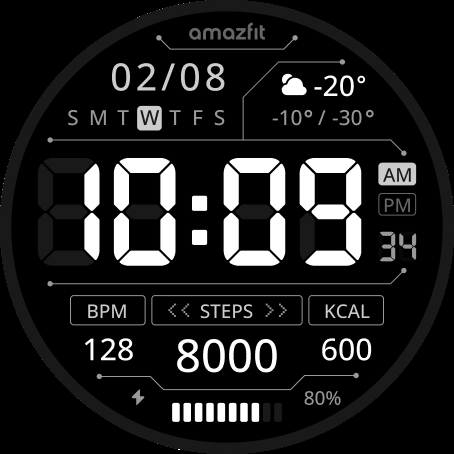 amazfit
02/08
-20°
S M T W T F S
-10° / -30°
10:09
AM
PM
34
BPM
<< STEPS >>
KCAL
128
8000
600
80%